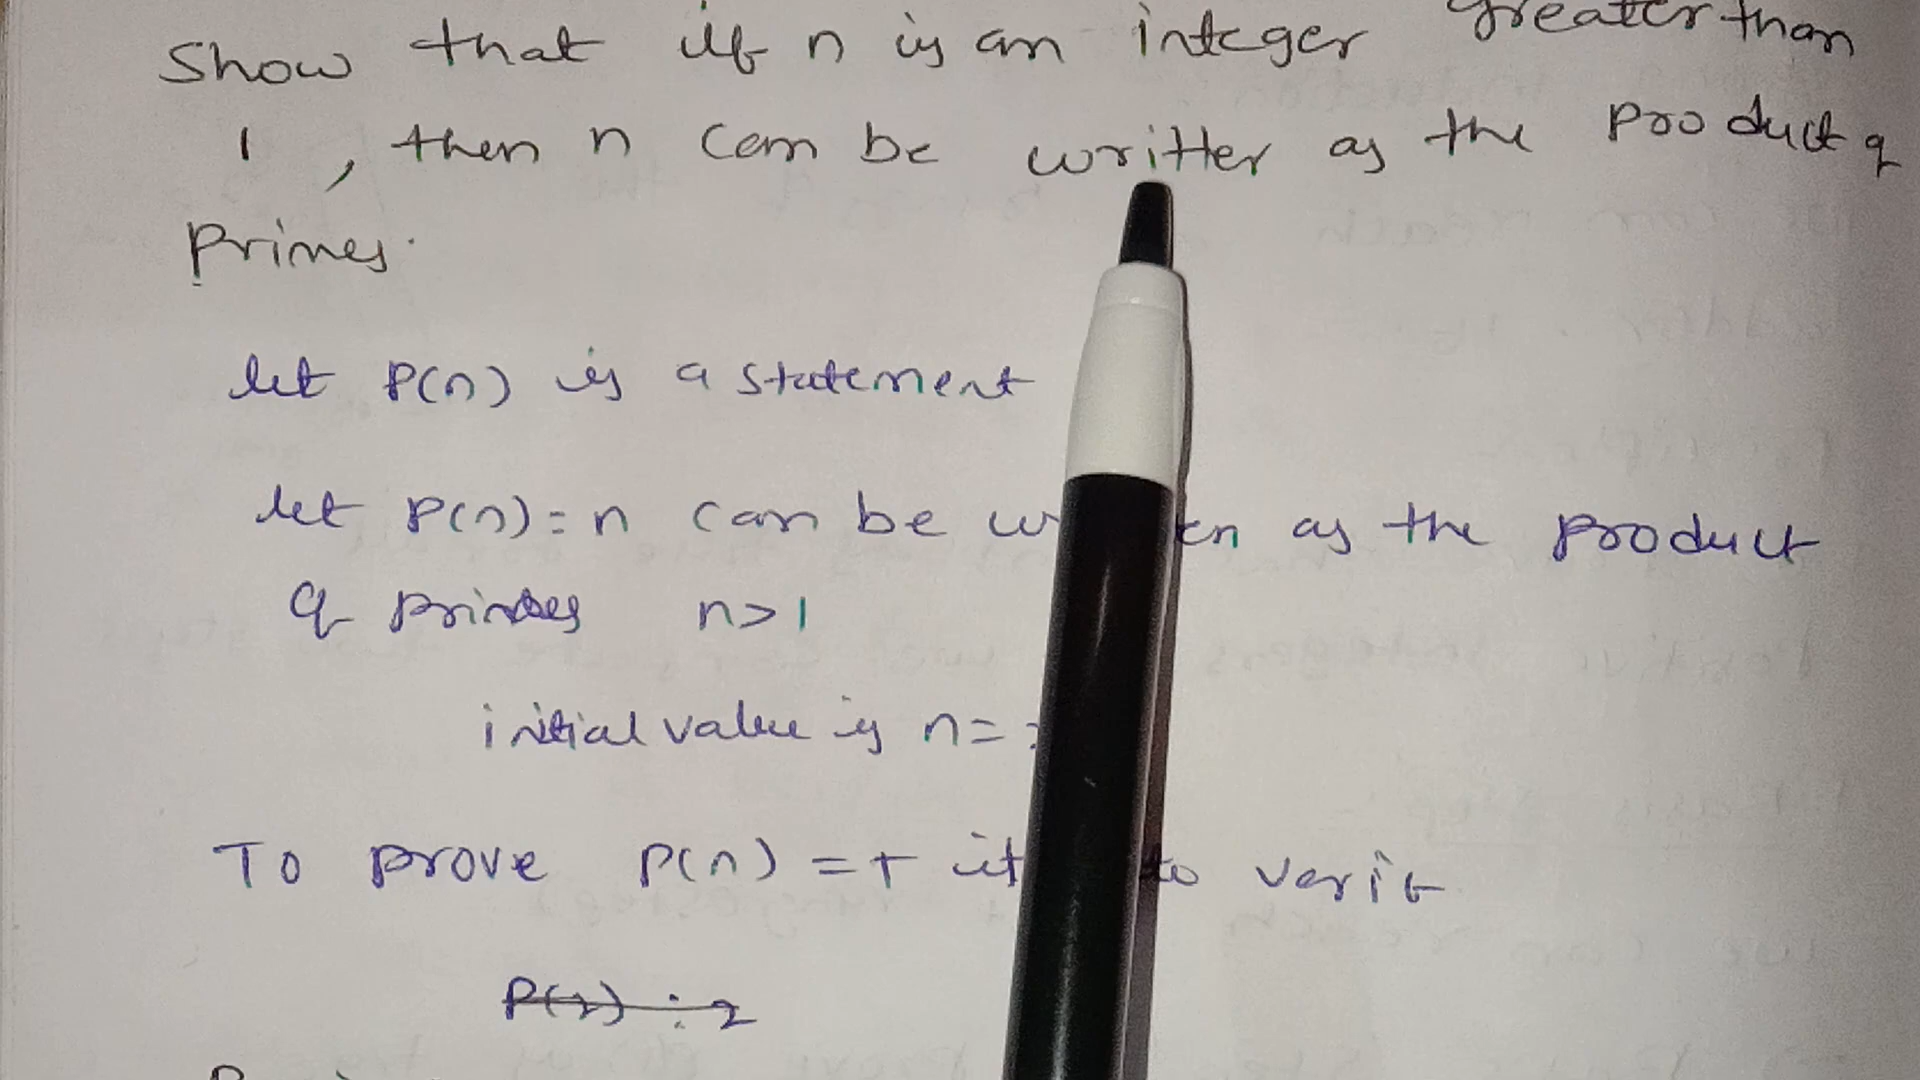 Show that if n is an integer greater than
1, then n can be writter as the product of
primes.
let P(n) is a statement
let P(n) = n can be as the product
of primes n>1
initial value is n=
To prove P(n) = T it to verif
P(2) : 2